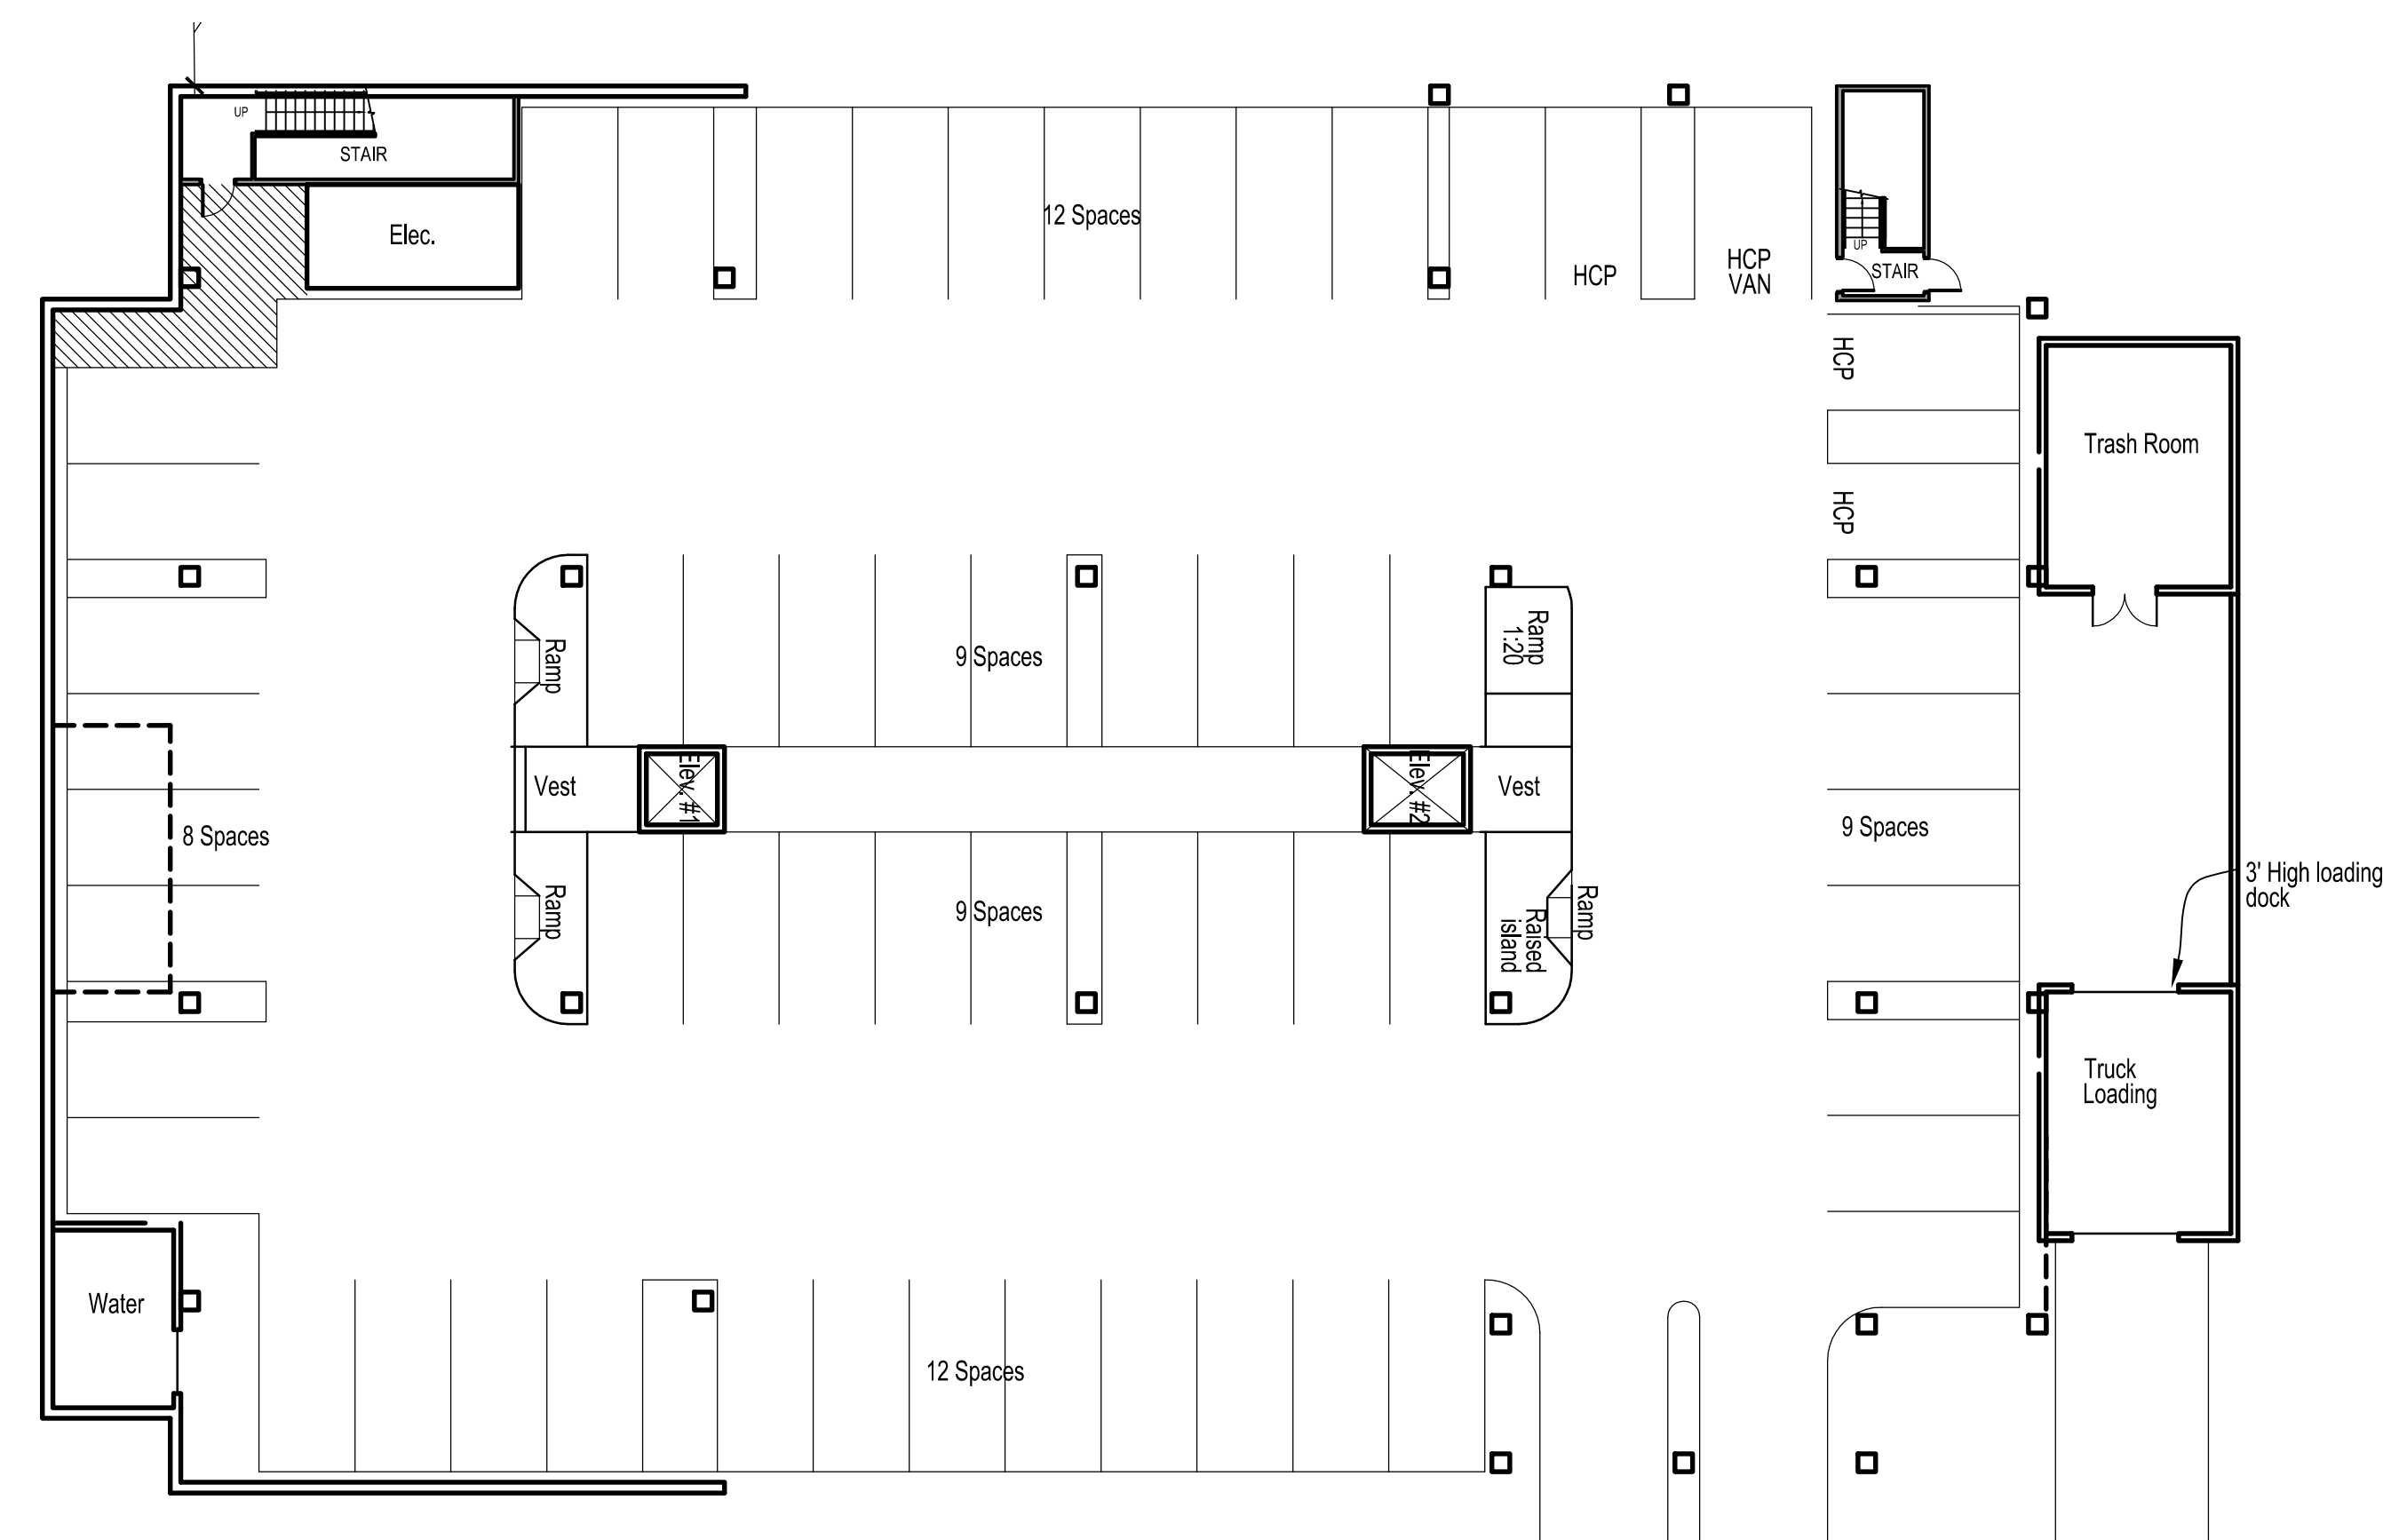 UP
STAIR
Elec.
12 Spaces
HCP
HCP
VAN
UP
STAIR
HCP
Trash Room
HCP
Ramp
9 Spaces
Ramp
1:20
Vest
Elev. #1
Elev. #2
Vest
8 Spaces
9 Spaces
3' High loading
dock
Ramp
9 Spaces
Raised
island
Ramp
Truck
Loading
Water
12 Spaces